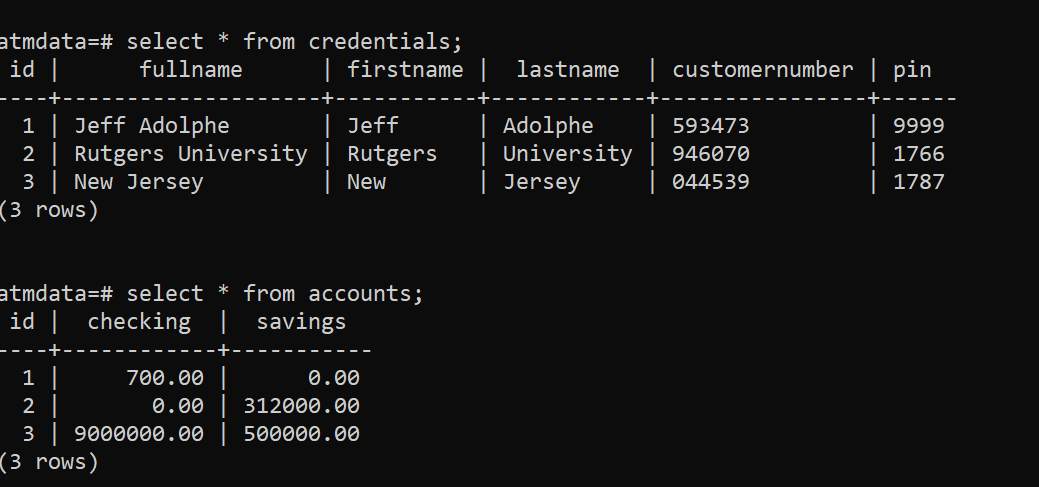 atmdata=# select * from credentials;
 id |      fullname      | firstname |  lastname  | customernumber | pin
----+--------------------+-----------+------------+----------------+------
  1 | Jeff Adolphe       | Jeff      | Adolphe    | 593473         | 9999
  2 | Rutgers University | Rutgers   | University | 946070         | 1766
  3 | New Jersey         | New       | Jersey     | 044539         | 1787
(3 rows)
atmdata=# select * from accounts;
 id |  checking  |  savings
----+------------+-----------
  1 |     700.00 |      0.00
  2 |       0.00 | 312000.00
  3 | 9000000.00 | 500000.00
(3 rows)